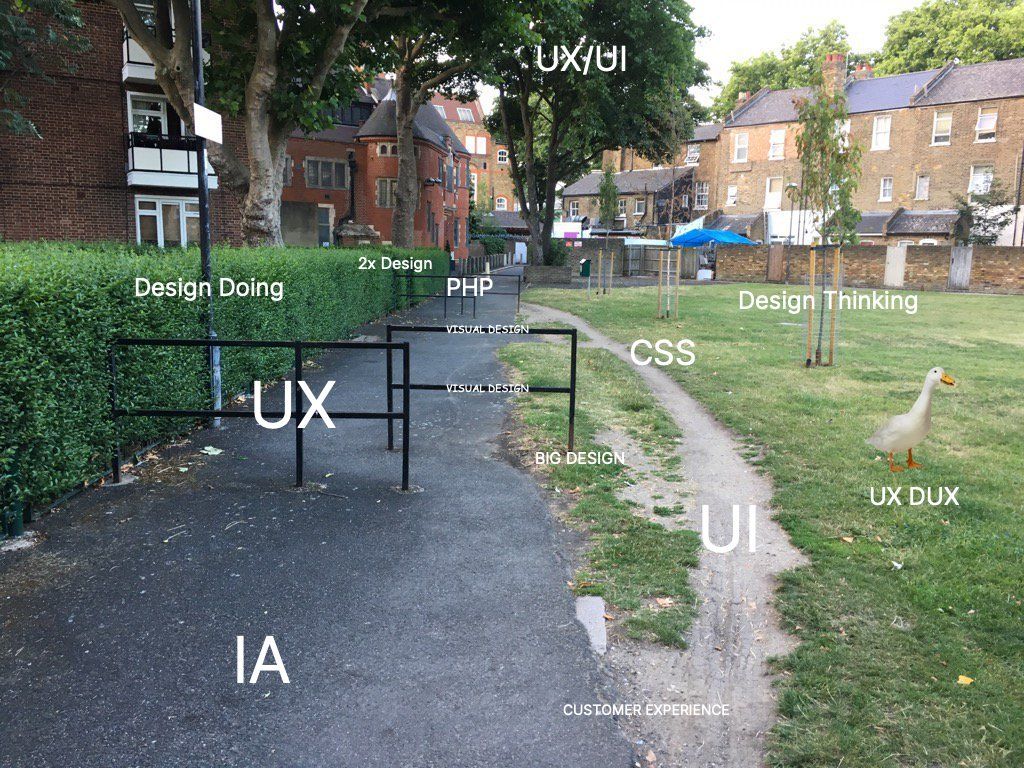 UX/UI
2x Design
Design Doing
PHP
Design Thinking
VISUAL DESIGN
CSS
VISUAL DESIGN
UX
BIG DESIGN
UX DUX
UI
IA
CUSTOMER EXPERIENCE